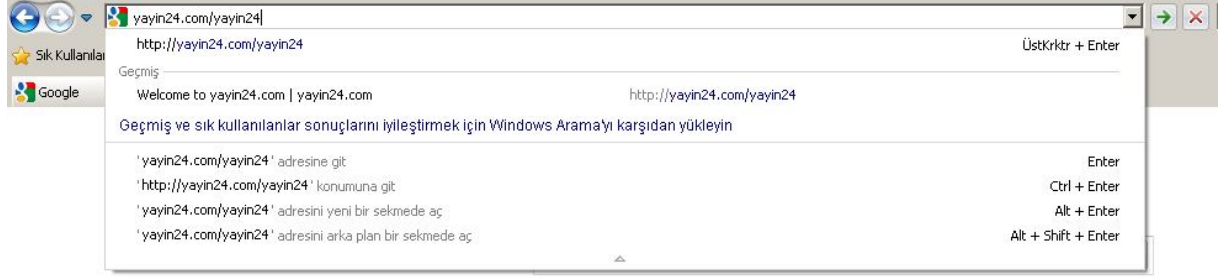 yayin24.com/yayin24
http://yayin24.com/yayin24 ÜstKrktr + Enter
Sık Kullanılan
Geçmiş
Google
Welcome to yayin24.com | yayin24.com http://yayin24.com/yayin24
Geçmiş ve sık kullanılanlar sonuçlarını iyileştirmek için Windows Arama'yı karşıdan yükleyin
'yayin24.com/yayin24' adresine git Enter
'http://yayin24.com/yayin24' konumuna git Ctrl + Enter
'yayin24.com/yayin24' adresini yeni bir sekmede aç Alt + Enter
'yayin24.com/yayin24' adresini arka plan bir sekmede aç Alt + Shift + Enter